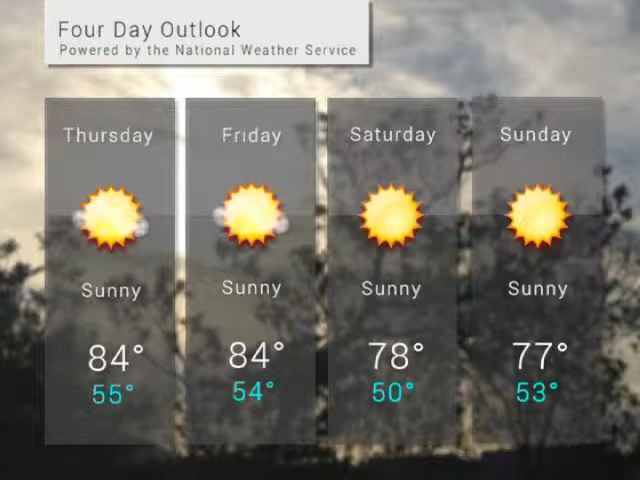 Four Day Outlook
Powered by the National Weather Service
Thursday Friday Saturday Sunday
Sunny Sunny Sunny Sunny
84° 84° 78° 77°
55° 54° 50° 53°